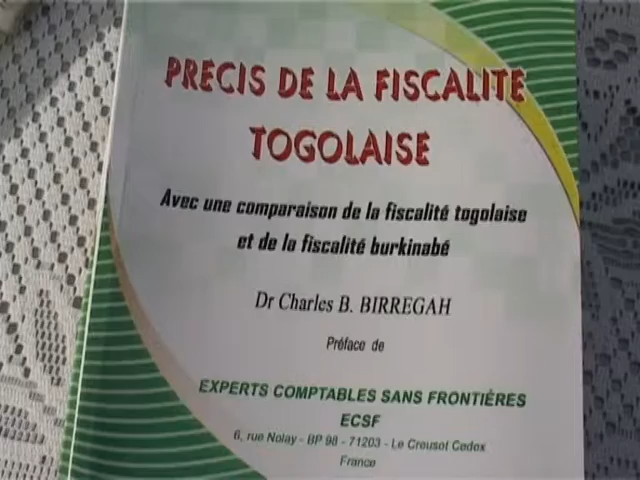 PRECIS DE LA FISCALITE
TOGOLAISE
Avec une comparaison de la fiscalité togolaise
et de la fiscalité burkinabé
Dr Charles B. BIRREGAH
Préface de
EXPERTS COMPTABLES SANS FRONTIÈRES
ECSF
6, rue Nolay - BP 98 - 71203 - Le Creusot Cedex
France